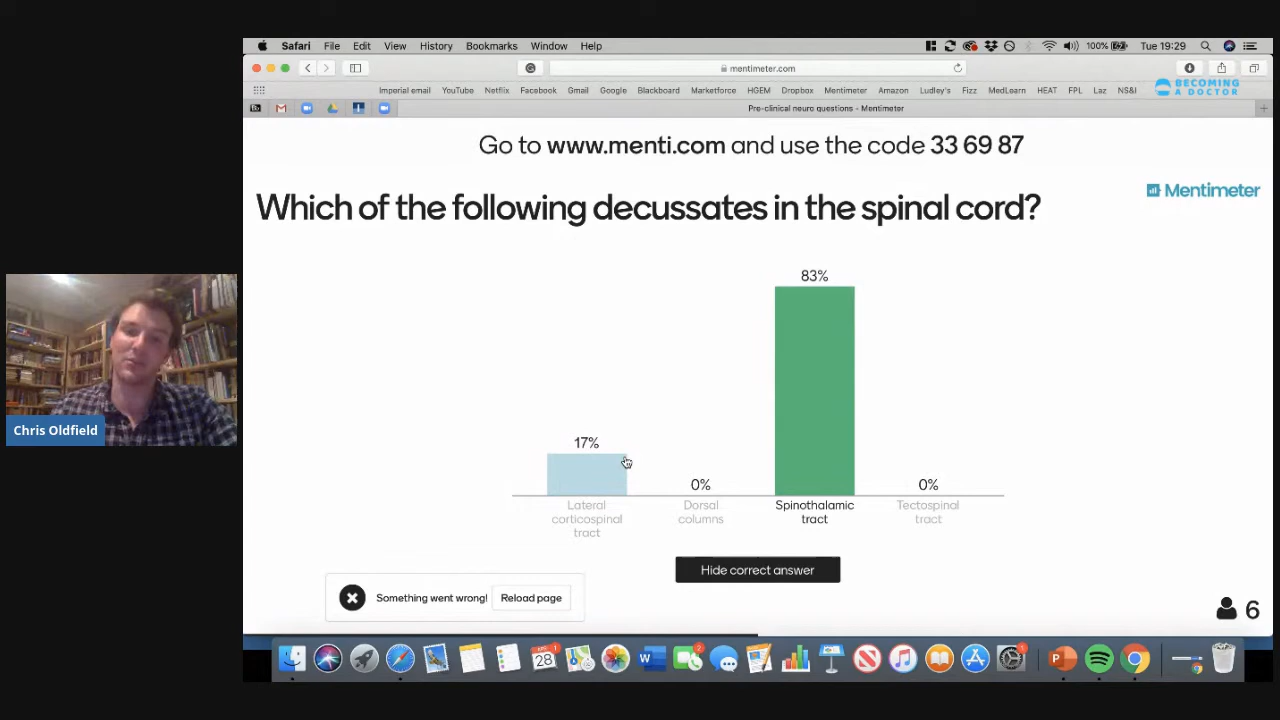 Safari File Edit View History Bookmarks Window Help
100%
Tue 19:29
mentimeter.com
Imperial email YouTube Netflix Facebook Gmail Google Blackboard Marketforce HGEM Dropbox Mentimeter Amazon Ludley's Fizz MedLearn HEAT FPL Laz NS&I
BECOMING
A DOCTOR
Pre-clinical neuro questions - Mentimeter
Go to www.menti.com and use the code 33 69 87
Mentimeter
Which of the following decussates in the spinal cord?
83%
17%
0%
0%
Lateral
corticospinal
tract
Dorsal
columns
Spinothalamic
tract
Tectospinal
tract
Hide correct answer
Something went wrong! Reload page
6
Chris Oldfield
28